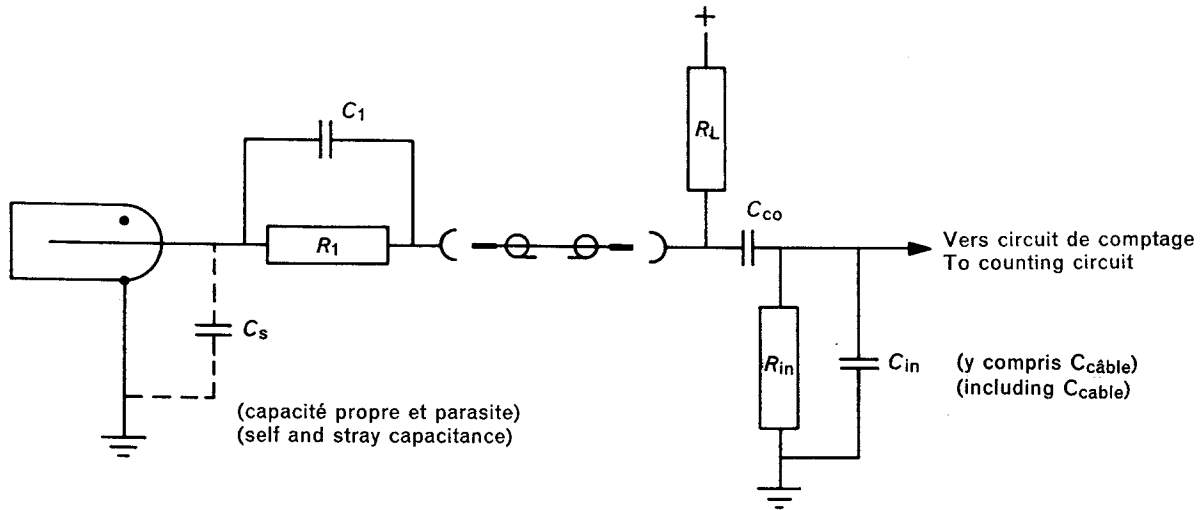 +
C1
RL
Cco
R1
Vers circuit de comptage
To counting circuit
Cs
Rin
Cin
(y compris Ccâble)
(including Ccable)
(capacité propre et parasite)
(self and stray capacitance)